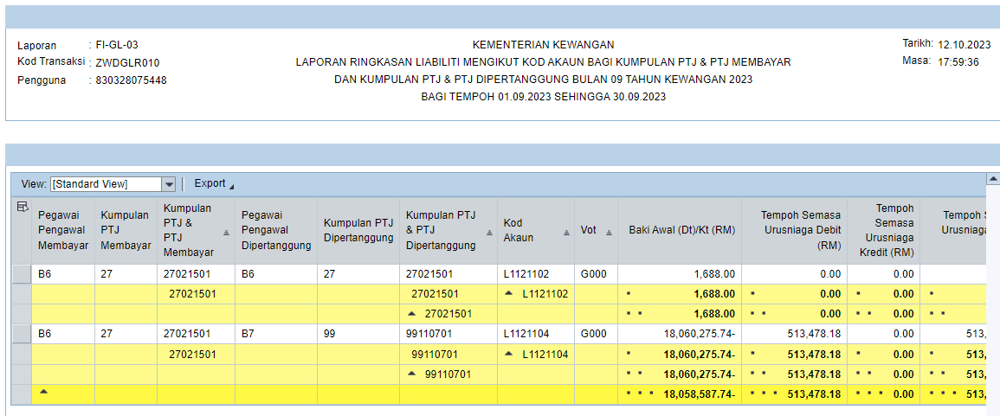 Laporan : FI-GL-03
Kod Transaksi : ZWDGLR010
Pengguna : 830328075448
KEMENTERIAN KEWANGAN
LAPORAN RINGKASAN LIABILITI MENGIKUT KOD AKAUN BAGI KUMPULAN PTJ & PTJ MEMBAYAR
DAN KUMPULAN PTJ & PTJ DIPERTANGGUNG BULAN 09 TAHUN KEWANGAN 2023
BAGI TEMPOH 01.09.2023 SEHINGGA 30.09.2023
Tarikh: 12.10.2023
Masa: 17:59:36
View: [Standard View] Export
Pegawai Pengawal Membayar
Kumpulan PTJ Membayar
Kumpulan PTJ & PTJ Membayar
Pegawai Pengawal Dipertanggung
Kumpulan PTJ Dipertanggung
Kumpulan PTJ & PTJ Dipertanggung
Kod Akaun
Vot
Baki Awal (Dt)/Kt (RM)
Tempoh Semasa Urusniaga Debit (RM)
Tempoh Semasa Urusniaga Kredit (RM)
Tempoh
Urusniaga
B6 27 27021501 B6 27 27021501 L1121102 G000 1,688.00 0.00 0.00
27021501 27021501 L1121102 1,688.00 0.00 0.00
27021501 1,688.00 0.00 0.00
B6 27 27021501 B7 99 99110701 L1121104 G000 18,060,275.74- 513,478.18 0.00 513,
27021501 99110701 L1121104 18,060,275.74- 513,478.18 0.00 513,
99110701 18,060,275.74- 513,478.18 0.00 513,
18,058,587.74- 513,478.18 0.00 513,